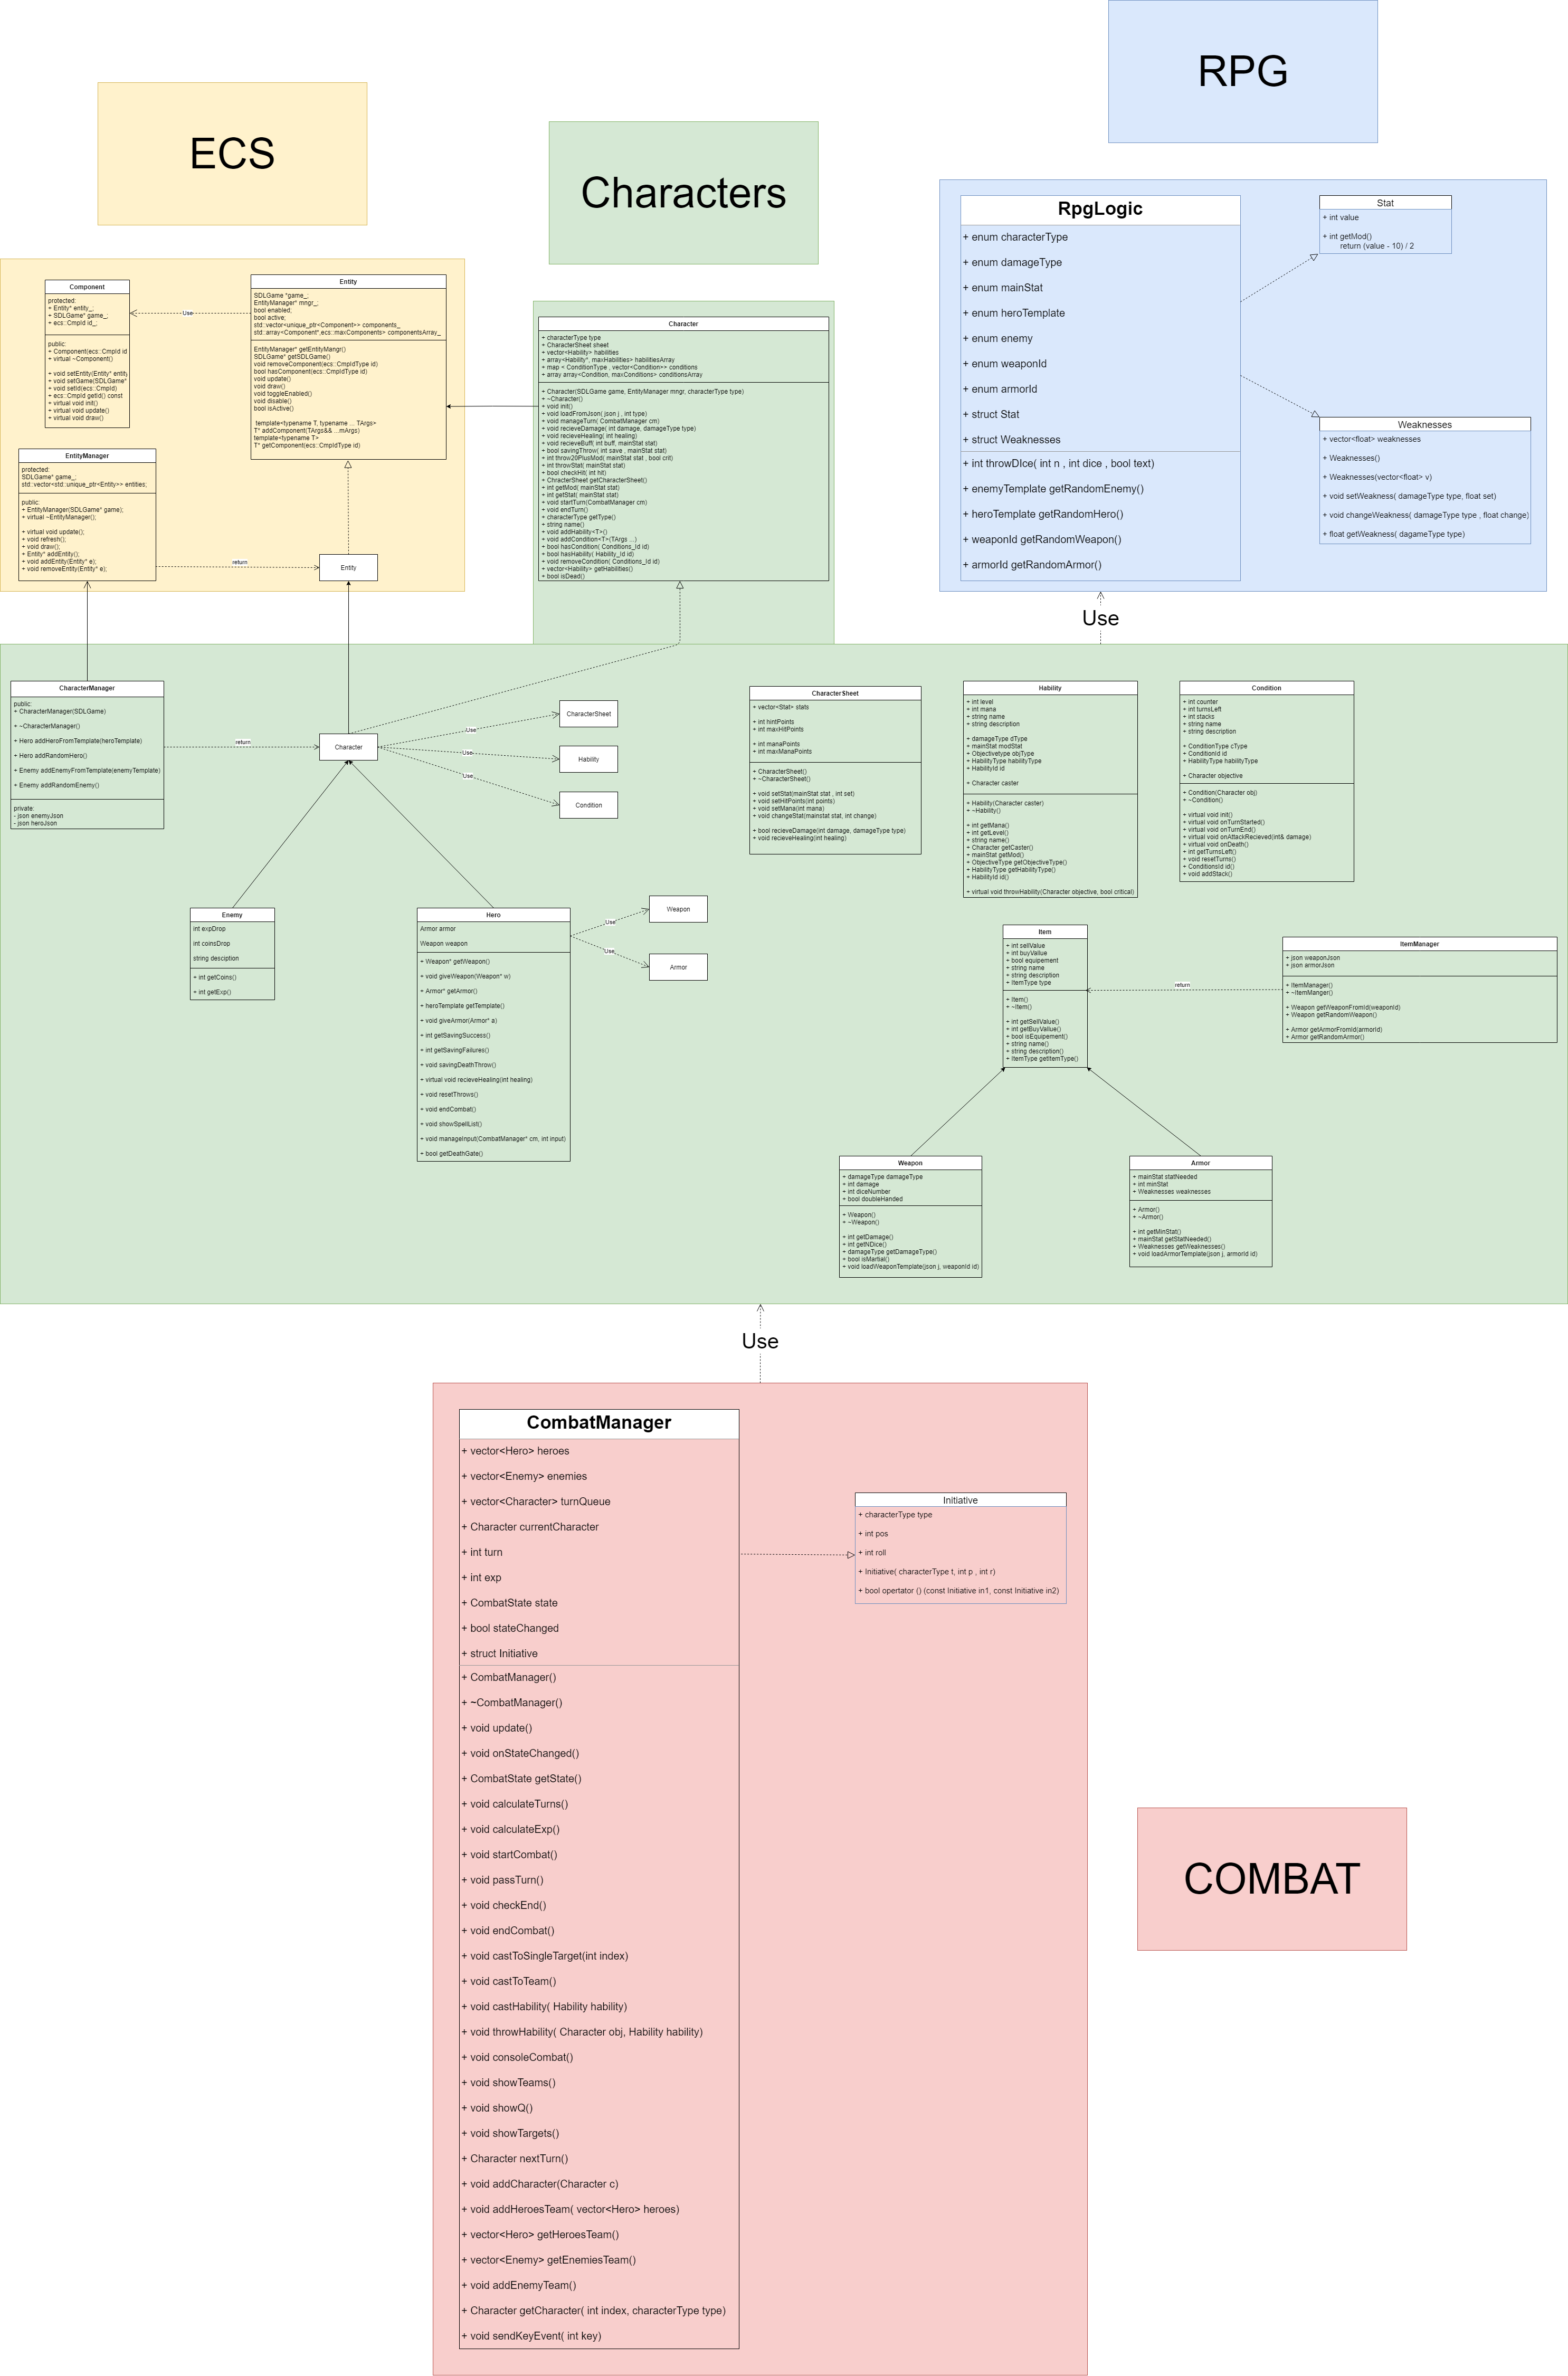 RPG
ECS
Characters
Component
protected:
+ Entity* entity_;
+ SDLGame* game_;
+ ecs::CmpId id_;
public:
+ Component(ecs::CmpId id
+ virtual ~Component()
+ void setEntity(Entity* entity
+ void setGame(SDLGame*
+ void setId(ecs::CmpId)
+ ecs::CmpId getId() const
+ virtual void init()
+ virtual void update()
+ virtual void draw()
Use
Entity
SDLGame *game_;
EntityManager* mngr_;
bool enabled;
bool active;
std::vector<unique_ptr<Component>> components_
std::array<Component*,ecs::maxComponents> componentsArray_
EntityManager* getEntityMangr()
SDLGame* getSDLGame()
void removeComponent(ecs::CmpIdType id)
bool hasComponent(ecs::CmpIdType id)
void update()
void draw()
void toggleEnabled()
void disable()
bool isActive()
template<typename T, typename ... TArgs>
T* addComponent(TArgs&& ...mArgs)
template<typename T>
T* getComponent(ecs::CmpIdType id)
EntityManager
protected:
SDLGame* game_;
std::vector<std::unique_ptr<Entity>> entities;
public:
+ EntityManager(SDLGame* game);
+ virtual ~EntityManager();
+ virtual void update();
+ void refresh();
+ void draw();
+ Entity* addEntity();
+ void addEntity(Entity* e);
+ void removeEntity(Entity* e);
return
Entity
Character
+ characterType type
+ CharacterSheet sheet
+ vector<Hability> habilities
+ array<Hability*, maxHabilities> habilitiesArray
+ map < ConditionType , vector<Condition>> conditions
+ array array<Condition, maxConditions> conditionsArray
+ Character(SDLGame game, EntityManager mngr, characterType type)
+ ~Character()
+ void init()
+ void loadFromJson( json j , int type)
+ void manageTurn( CombatManager cm)
+ void recieveDamage( int damage, damageType type)
+ void recieveHealing( int healing)
+ void recieveBuff( int buff, mainStat stat)
+ bool savingThrow( int save , mainStat stat)
+ int throw20PlusMod( mainStat stat , bool crit)
+ int throwStat( mainStat stat)
+ bool checkHit( int hit)
+ ChracterSheet getCharacterSheet()
+ int getMod( mainStat stat)
+ int getStat( mainStat stat)
+ void startTurn(CombatManager cm)
+ void endTurn()
+ characterType getType()
+ string name()
+ void addHability<T>()
+ void addCondition<T>(TArgs ...)
+ bool hasCondition( Conditions_Id id)
+ bool hasHability( Hability_Id id)
+ void removeCondition( Conditions_Id id)
+ vector<Hability> getHabilities()
+ bool isDead()
RpgLogic
+ enum characterType
+ enum damageType
+ enum mainStat
+ enum heroTemplate
+ enum enemy
+ enum weaponId
+ enum armorId
+ struct Stat
+ struct Weaknesses
+ int throwDIce( int n , int dice , bool text)
+ enemyTemplate getRandomEnemy()
+ heroTemplate getRandomHero()
+ weaponId getRandomWeapon()
+ armorId getRandomArmor()
Stat
+ int value
+ int getMod()
return (value - 10) / 2
Weaknesses
+ vector<float> weaknesses
+ Weaknesses()
+ Weaknesses(vector<float> v)
+ void setWeakness( damageType type, float set)
+ void changeWeakness( damageType type , float change)
+ float getWeakness( dagameType type)
Use
CharacterManager
public:
+ CharacterManager(SDLGame)
+ ~CharacterManager()
+ Hero addHeroFromTemplate(heroTemplate)
+ Hero addRandomHero()
+ Enemy addEnemyFromTemplate(enemyTemplate)
+ Enemy addRandomEnemy()
private:
- json enemyJson
- json heroJson
return
Character
Use
CharacterSheet
Use
Hability
Use
Condition
CharacterSheet
+ vector<Stat> stats
+ int hintPoints
+ int maxHitPoints
+ int manaPoints
+ int maxManaPoints
+ CharacterSheet()
+ ~CharacterSheet()
+ void setStat(mainStat stat , int set)
+ void setHitPoints(int points)
+ void setMana(int mana)
+ void changeStat(mainstat stat, int change)
+ bool recieveDamage(int damage, damageType type)
+ void recieveHealing(int healing)
Hability
+ int level
+ int mana
+ string name
+ string description
+ damageType dType
+ mainStat modStat
+ Objectivetype objType
+ HabilityType habilityType
+ HabilityId id
+ Character caster
+ Hability(Character caster)
+ ~Hability()
+ int getMana()
+ int getLevel()
+ string name()
+ Character getCaster()
+ mainStat getMod()
+ ObjectiveType getObjectiveType()
+ HabilityType getHabilityType()
+ HabilityId id()
+ virtual void throwHability(Character objective, bool critical)
Condition
+ int counter
+ int turnsLeft
+ int stacks
+ string name
+ string description
+ ConditionType cType
+ ConditionId id
+ HabilityType habilityType
+ Character objective
+ Condition(Character obj)
+ ~Condition()
+ virtual void init()
+ virtual void onTurnStarted()
+ virtual void onTurnEnd()
+ virtual void onAttackRecieved(int& damage)
+ virtual void onDeath()
+ int getTurnsLeft()
+ void resetTurns()
+ ConditionsId id()
+ void addStack()
Enemy
int expDrop
int coinsDrop
string desciption
+ int getCoins()
+ int getExp()
Hero
Armor armor
Weapon weapon
+ Weapon* getWeapon()
+ void giveWeapon(Weapon* w)
+ Armor* getArmor()
+ heroTemplate getTemplate()
+ void giveArmor(Armor* a)
+ int getSavingSuccess()
+ int getSavingFailures()
+ void savingDeathThrow()
+ virtual void recieveHealing(int healing)
+ void resetThrows()
+ void endCombat()
+ void showSpellList()
+ void manageInput(CombatManager* cm, int input)
+ bool getDeathGate()
Use
Weapon
Use
Armor
Item
+ int sellValue
+ int buyValue
+ bool equipement
+ string name
+ string description
+ ItemType type
+ Item()
+ ~Item()
+ int getSellValue()
+ int getBuyVallue()
+ bool isEquipement()
+ string name()
+ string description()
+ ItemType getItemType()
return
ItemManager
+ json weaponJson
+ json armorJson
+ ItemManager()
+ ~ItemManger()
+ Weapon getWeaponFromId(weaponId)
+ Weapon getRandomWeapon()
+ Armor getArmorFromId(armorId)
+ Armor getRandomArmor()
Weapon
+ damageType damageType
+ int damage
+ int diceNumber
+ bool doubleHanded
+ Weapon()
+ ~Weapon()
+ int getDamage()
+ int getNDice()
+ damageType getDamageType()
+ bool isMartial()
+ void loadWeaponTemplate(json j, weaponId id)
Armor
+ mainStat statNeeded
+ int minStat
+ Weaknesses weaknesses
+ Armor()
+ ~Armor()
+ int getMinStat()
+ mainStat getStatNeeded()
+ Weaknesses getWeaknesses()
+ void loadArmorTemplate(json j, armorId id)
Use
CombatManager
+ vector<Hero> heroes
+ vector<Enemy> enemies
+ vector<Character> turnQueue
+ Character currentCharacter
+ int turn
+ int exp
+ CombatState state
+ bool stateChanged
+ struct Initiative
+ CombatManager()
+ ~CombatManager()
+ void update()
+ void onStateChanged()
+ CombatState getState()
+ void calculateTurns()
+ void calculateExp()
+ void startCombat()
+ void passTurn()
+ void checkEnd()
+ void endCombat()
+ void castToSingleTarget(int index)
+ void castToTeam()
+ void castHability( Hability hability)
+ void throwHability( Character obj, Hability hability)
+ void consoleCombat()
+ void showTeams()
+ void showQ()
+ void showTargets()
+ Character nextTurn()
+ void addCharacter(Character c)
+ void addHeroesTeam( vector<Hero> heroes)
+ vector<Hero> getHeroesTeam()
+ vector<Enemy> getEnemiesTeam()
+ void addEnemyTeam()
+ Character getCharacter( int index, characterType type)
+ void sendKeyEvent( int key)
Initiative
+ characterType type
+ int pos
+ int roll
+ Initiative( characterType t, int p , int r)
+ bool opertator () (const Initiative in1, const Initiative in2)
COMBAT